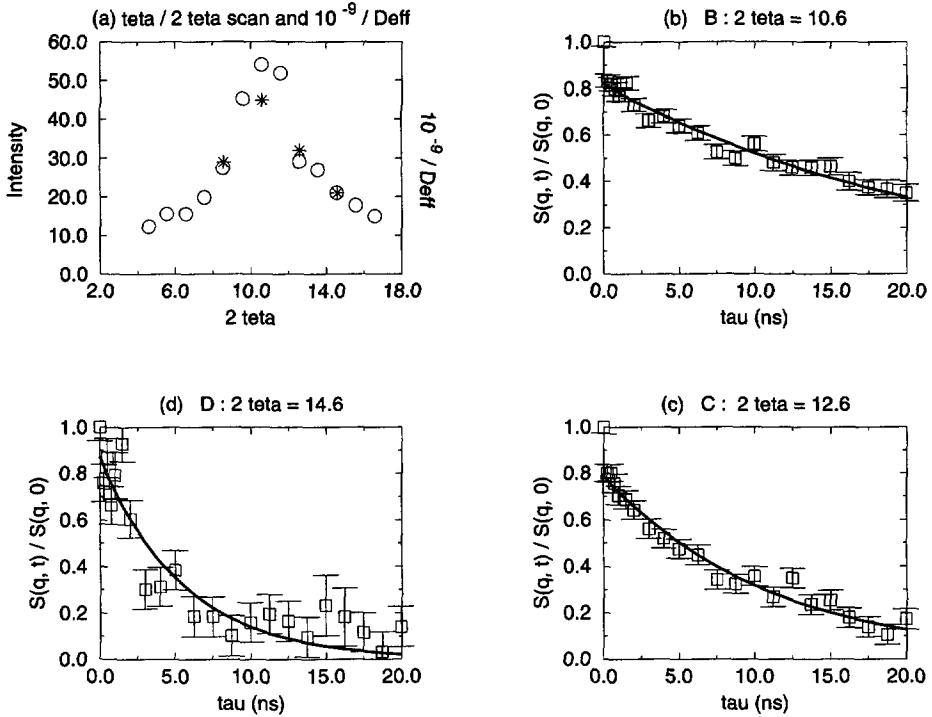 (a) teta / 2 teta scan and 10 -9 / Deff
60.0
50.0
40.0
30.0
20.0
10.0
0.0
Intensity
10 -9 / Deff
2.0 6.0 10.0 14.0 18.0
2 teta
(b) B : 2 teta = 10.6
1.0
0.8
0.6
0.4
0.2
0.0
S(q, t) / S(q, 0)
0.0 5.0 10.0 15.0 20.0
tau (ns)
(d) D : 2 teta = 14.6
1.0
0.8
0.6
0.4
0.2
0.0
S(q, t) / S(q, 0)
0.0 5.0 10.0 15.0 20.0
tau (ns)
(c) C : 2 teta = 12.6
1.0
0.8
0.6
0.4
0.2
0.0
S(q, t) / S(q, 0)
0.0 5.0 10.0 15.0 20.0
tau (ns)